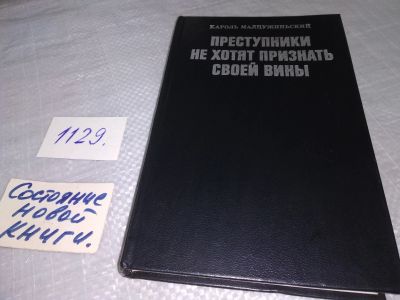 КАРОЛЬ МАЛЦУЖИНЬСКИЙ
ПРЕСТУПНИКИ
НЕ ХОТЯТ ПРИЗНАТЬ
СВОЕЙ ВИНЫ
1129.
Состояние
новой
книги.